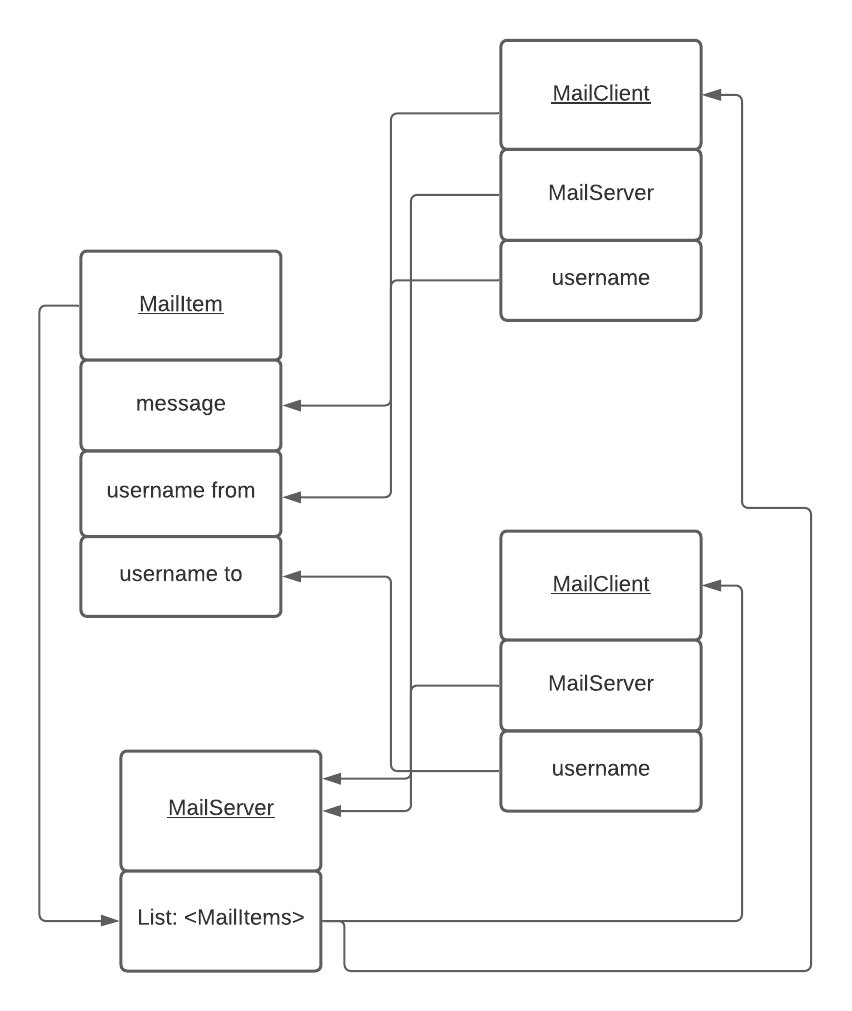 MailClient
MailServer
username
MailItem
message
username from
username to
MailClient
MailServer
username
MailServer
List: <MailItems>